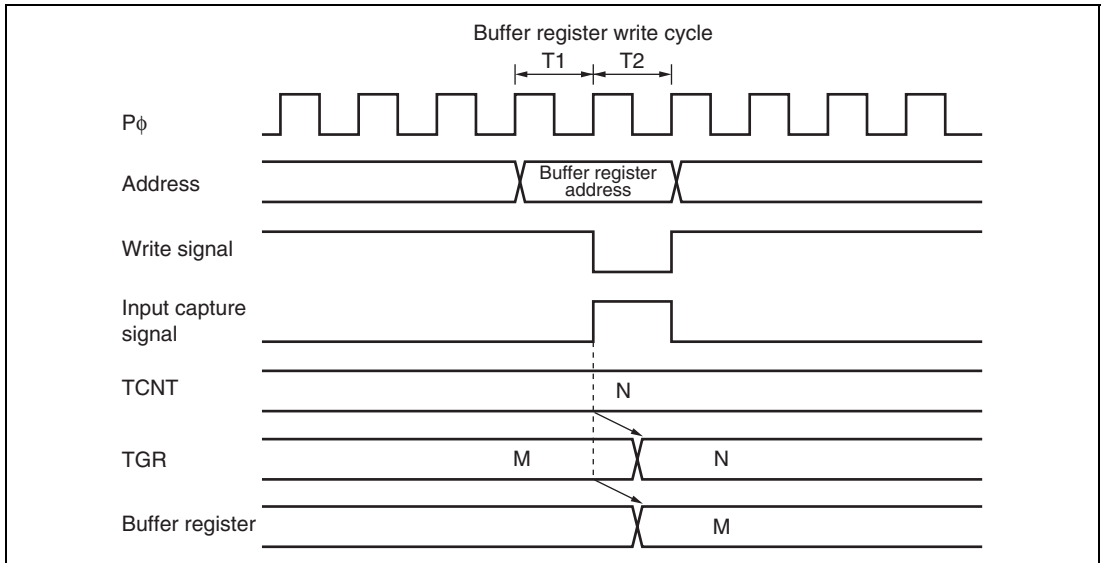 Buffer register write cycle
T1 T2
Pϕ
Address
Buffer register
address
Write signal
Input capture
signal
TCNT
N
TGR
M N
Buffer register
M